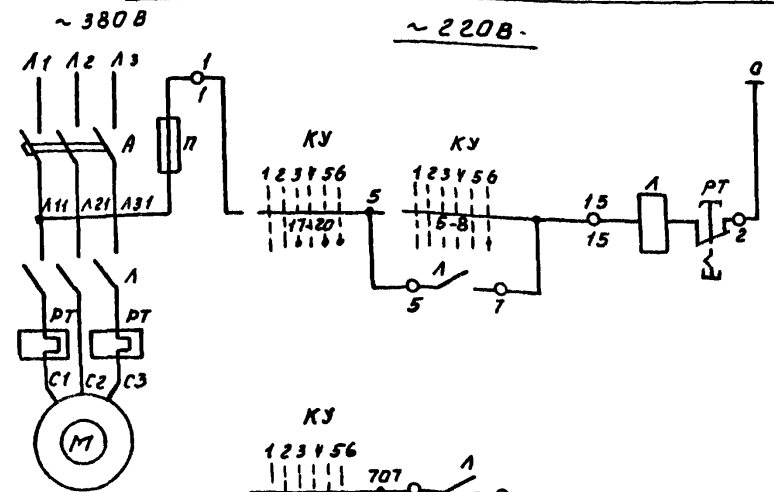 ~ 380 В
~ 220 В.
Л1 Л2 Л3
А
П
1
1
0
КУ
1 2 3 4 5 6
17-20
КУ
1 2 3 4 5 6
5-8
5
Л
5
7
15
15
Л
РТ
2
Л11 Л21 Л31
Л
РТ
РТ
С1 С2 С3
М
КУ
1 2 3 4 5 6
707
Л